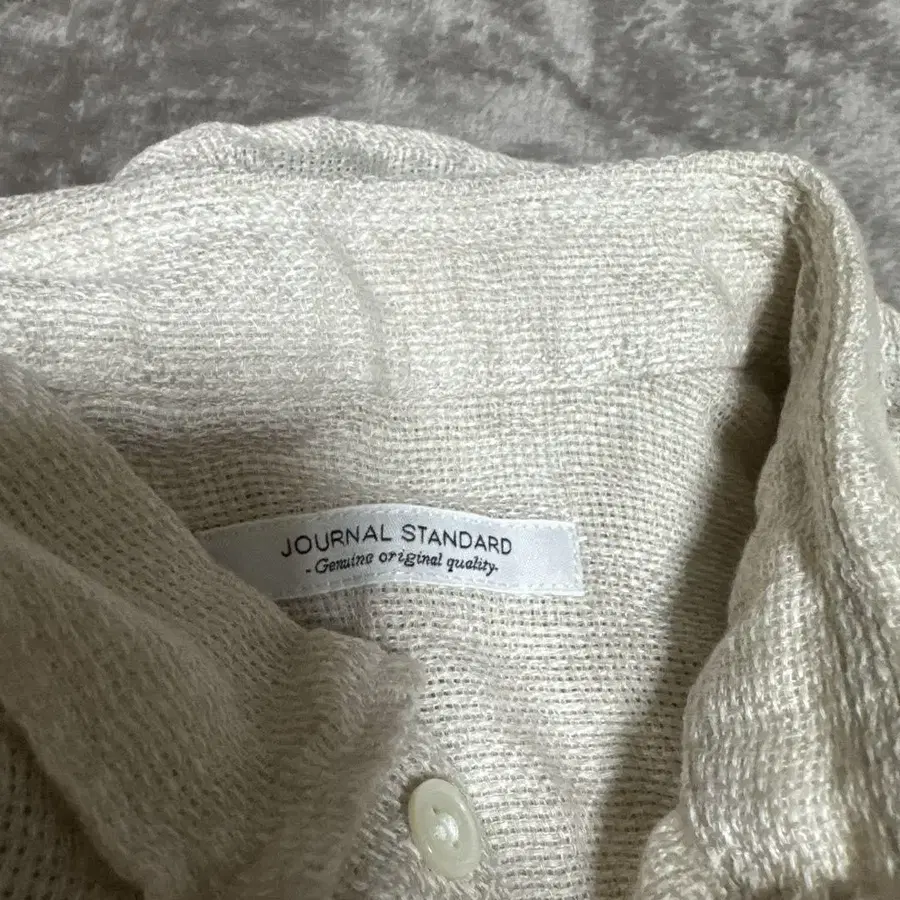 JOURNAL STANDARD
- Genuine original quality-